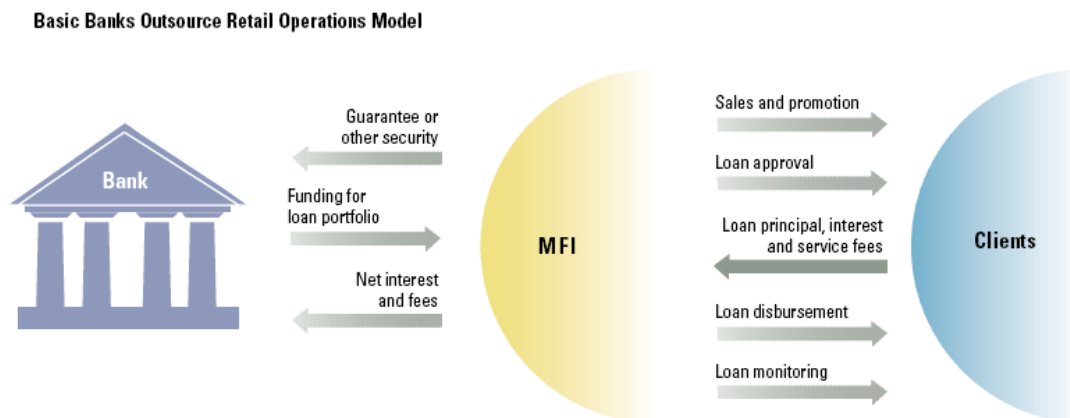 Basic Banks Outsource Retail Operations Model
Bank
Guarantee or
other security
Funding for
loan portfolio
Net interest
and fees
MFI
Sales and promotion
Loan approval
Loan principal, interest
and service fees
Loan disbursement
Loan monitoring
Clients